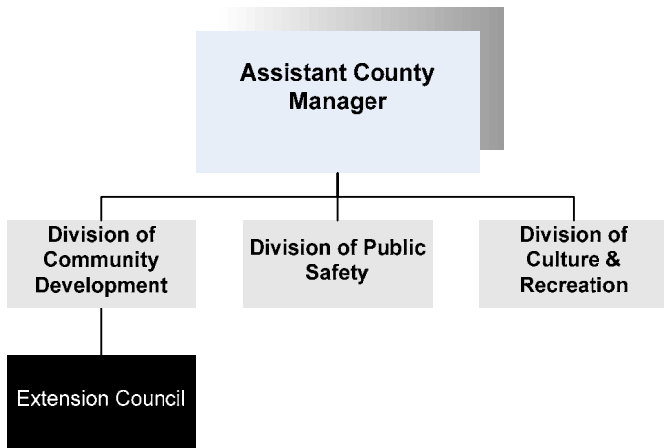 Assistant County
Manager
Division of
Community
Development
Division of Public
Safety
Division of
Culture &
Recreation
Extension Council